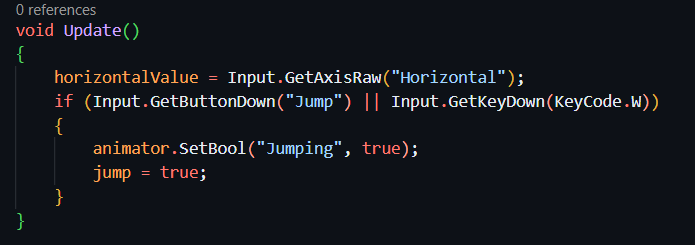 0 references
void Update()
{
horizontalValue = Input.GetAxisRaw("Horizontal");
if (Input.GetButtonDown("Jump") || Input.GetKeyDown(KeyCode.W))
{
animator.SetBool("Jumping", true);
jump = true;
}
}